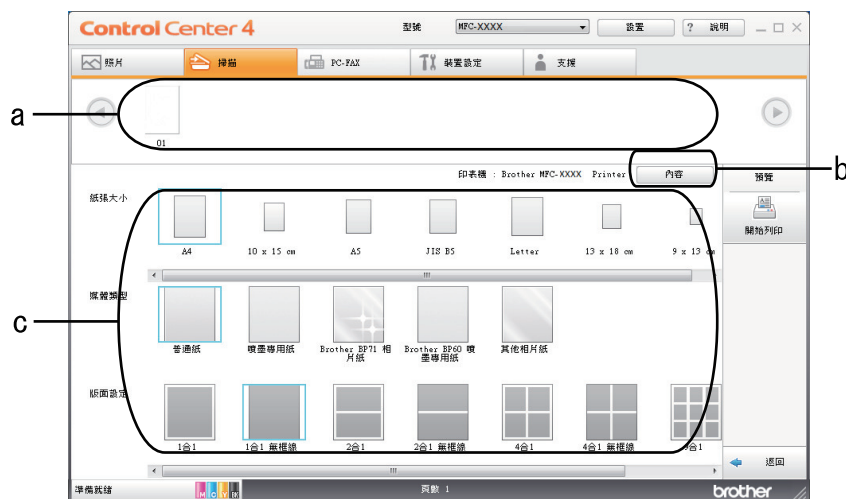 Control Center 4
型號 MFC-XXXX 設置 ? 說明
照片 掃描 PC-FAX 裝置設定 支援
a
01
b
印表機 : Brother MFC-XXXX Printer 內容 預覽
紙張大小
開始列印
A4 10 x 15 cm A5 JIS B5 Letter 13 x 18 cm 9 x 13 cm
媒體類型
c
普通紙 噴墨專用紙 Brother BP71 相片紙 Brother BP60 噴墨專用紙 其他相片紙
版面設定
1合1 1合1 無框線 2合1 2合1 無框線 4合1 4合1 無框線 9合1
返回
準備就緒 M C Y BK 頁數 1 brother